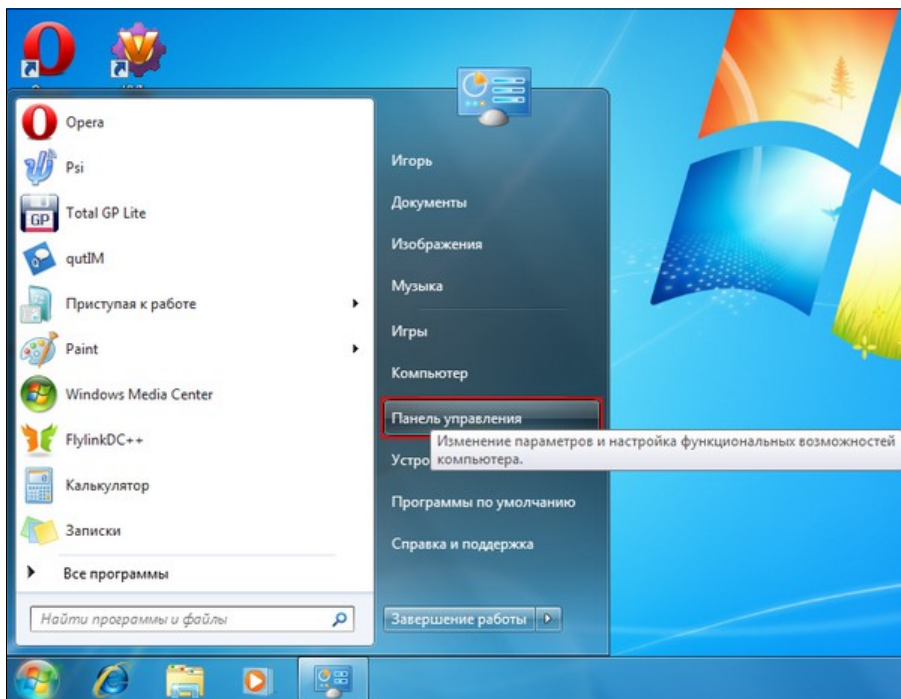 Opera
Psi
Total GP Lite
GP
qutIM
Приступая к работе
Paint
Windows Media Center
FlylinkDC++
Калькулятор
Записки
Все программы
Найти программы и файлы
Игорь
Документы
Изображения
Музыка
Игры
Компьютер
Панель управления
Изменение параметров и настройка функциональных возможностей
компьютера.
Устро
Программы по умолчанию
Справка и поддержка
Завершение работы